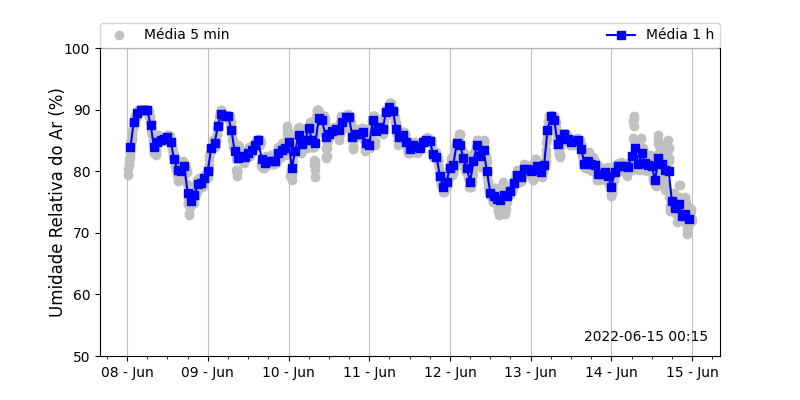 Média 5 min
Média 1 h
Umidade Relativa do Ar (%)
100
90
80
70
60
50
2022-06-15 00:15
08 - Jun
09 - Jun
10 - Jun
11 - Jun
12 - Jun
13 - Jun
14 - Jun
15 - Jun